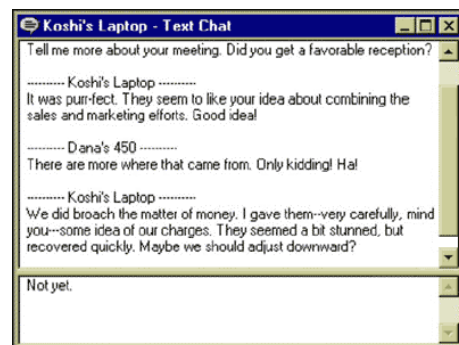 Koshi's Laptop - Text Chat
Tell me more about your meeting. Did you get a favorable reception?
---------- Koshi's Laptop ----------
It was purr-fect. They seem to like your idea about combining the
sales and marketing efforts. Good idea!
---------- Dana's 450 ----------
There are more where that came from. Only kidding! Ha!
---------- Koshi's Laptop ----------
We did broach the matter of money. I gave them--very carefully, mind
you---some idea of our charges. They seemed a bit stunned, but
recovered quickly. Maybe we should adjust downward?
Not yet.